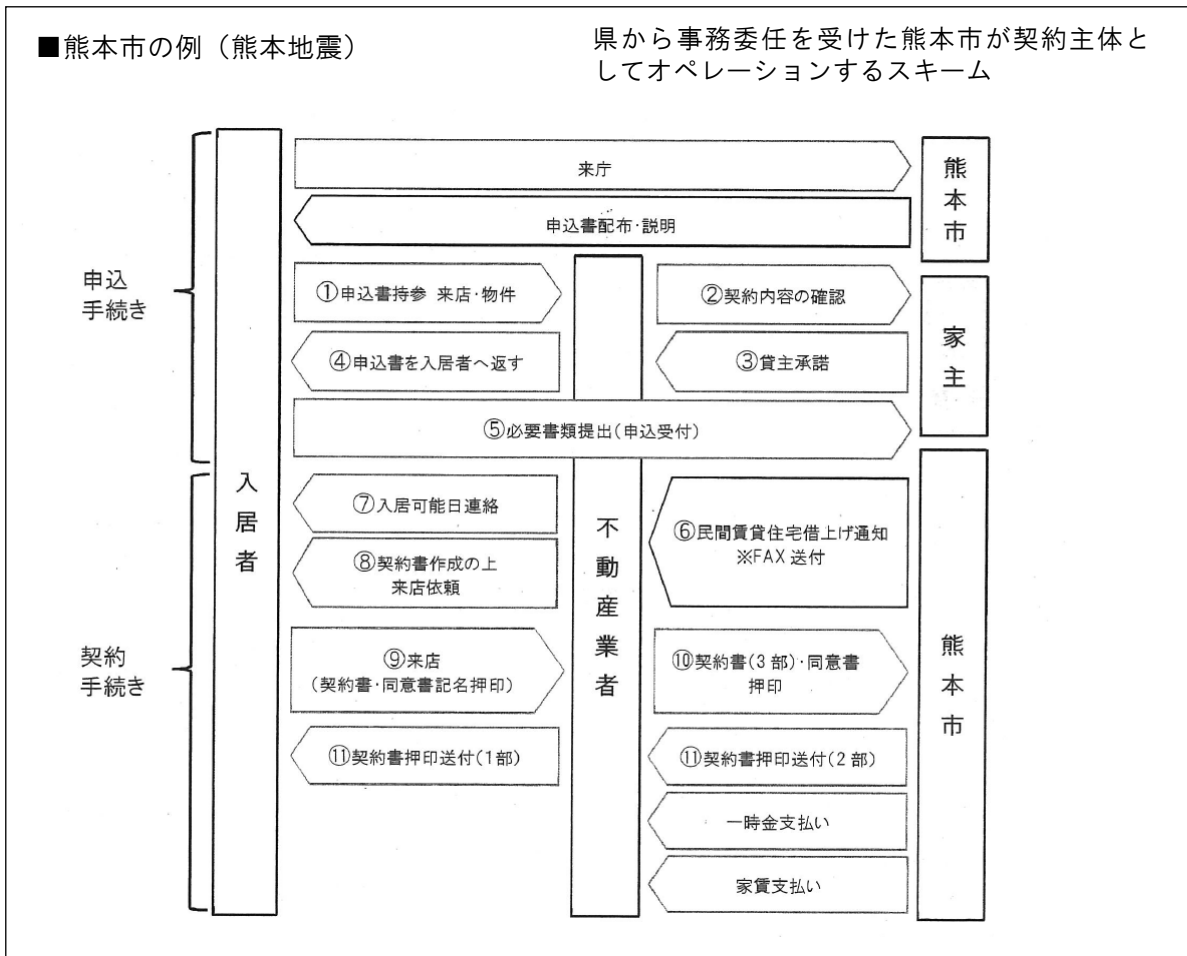 ■熊本市の例（熊本地震）
県から事務委任を受けた熊本市が契約主体と
してオペレーションするスキーム
来庁
熊本市
申込書配布・説明
申込
手続き
①申込書持参 来店・物件
②契約内容の確認
家主
④申込書を入居者へ返す
③貸主承諾
⑤必要書類提出(申込受付)
入居者
不動産業者
⑦入居可能日連絡
⑥民間賃貸住宅借上げ通知
※FAX 送付
⑧契約書作成の上
来店依頼
契約
手続き
⑨来店
(契約書・同意書記名押印)
⑩契約書(3 部)・同意書
押印
熊本市
⑪契約書押印送付(1部)
⑪契約書押印送付(2 部)
一時金支払い
家賃支払い